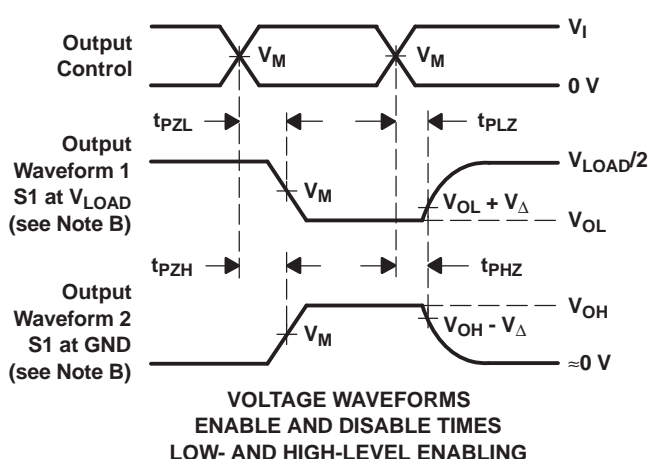 Output
Control
V_M
V_M
V_I
0 V
t_PZL
t_PLZ
Output
Waveform 1
S1 at V_LOAD
(see Note B)
V_M
V_LOAD/2
V_OL + V_Δ
V_OL
t_PZH
t_PHZ
Output
Waveform 2
S1 at GND
(see Note B)
V_M
V_OH
V_OH - V_Δ
≈0 V
VOLTAGE WAVEFORMS
ENABLE AND DISABLE TIMES
LOW- AND HIGH-LEVEL ENABLING